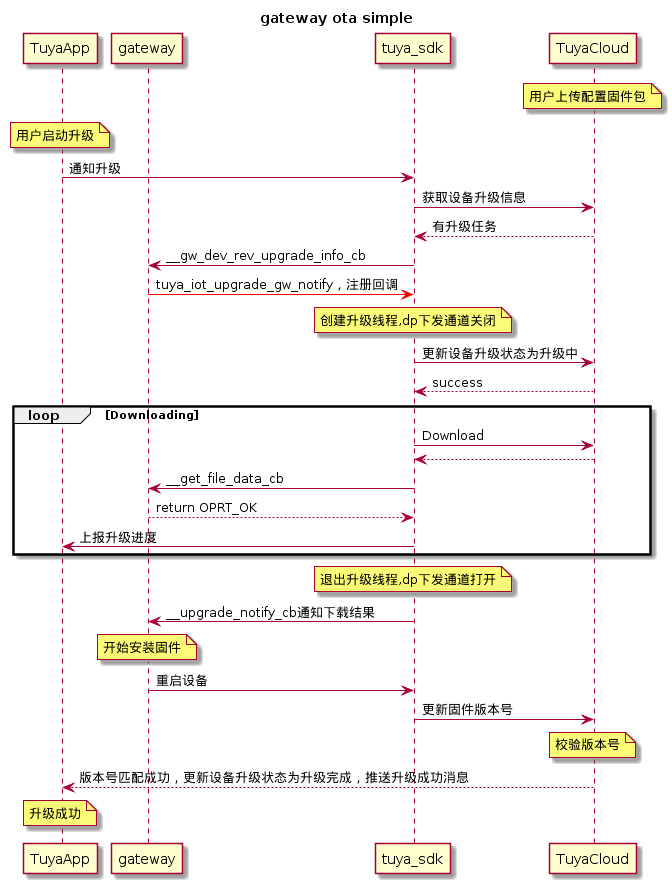 gateway ota simple
TuyaApp
gateway
tuya_sdk
TuyaCloud
用户上传配置固件包
用户启动升级
通知升级
获取设备升级信息
有升级任务
__gw_dev_rev_upgrade_info_cb
tuya_iot_upgrade_gw_notify，注册回调
创建升级线程,dp下发通道关闭
更新设备升级状态为升级中
success
loop
[Downloading]
Download
__get_file_data_cb
return OPRT_OK
上报升级进度
退出升级线程,dp下发通道打开
__upgrade_notify_cb通知下载结果
开始安装固件
重启设备
更新固件版本号
校验版本号
版本号匹配成功，更新设备升级状态为升级完成，推送升级成功消息
升级成功
TuyaApp
gateway
tuya_sdk
TuyaCloud